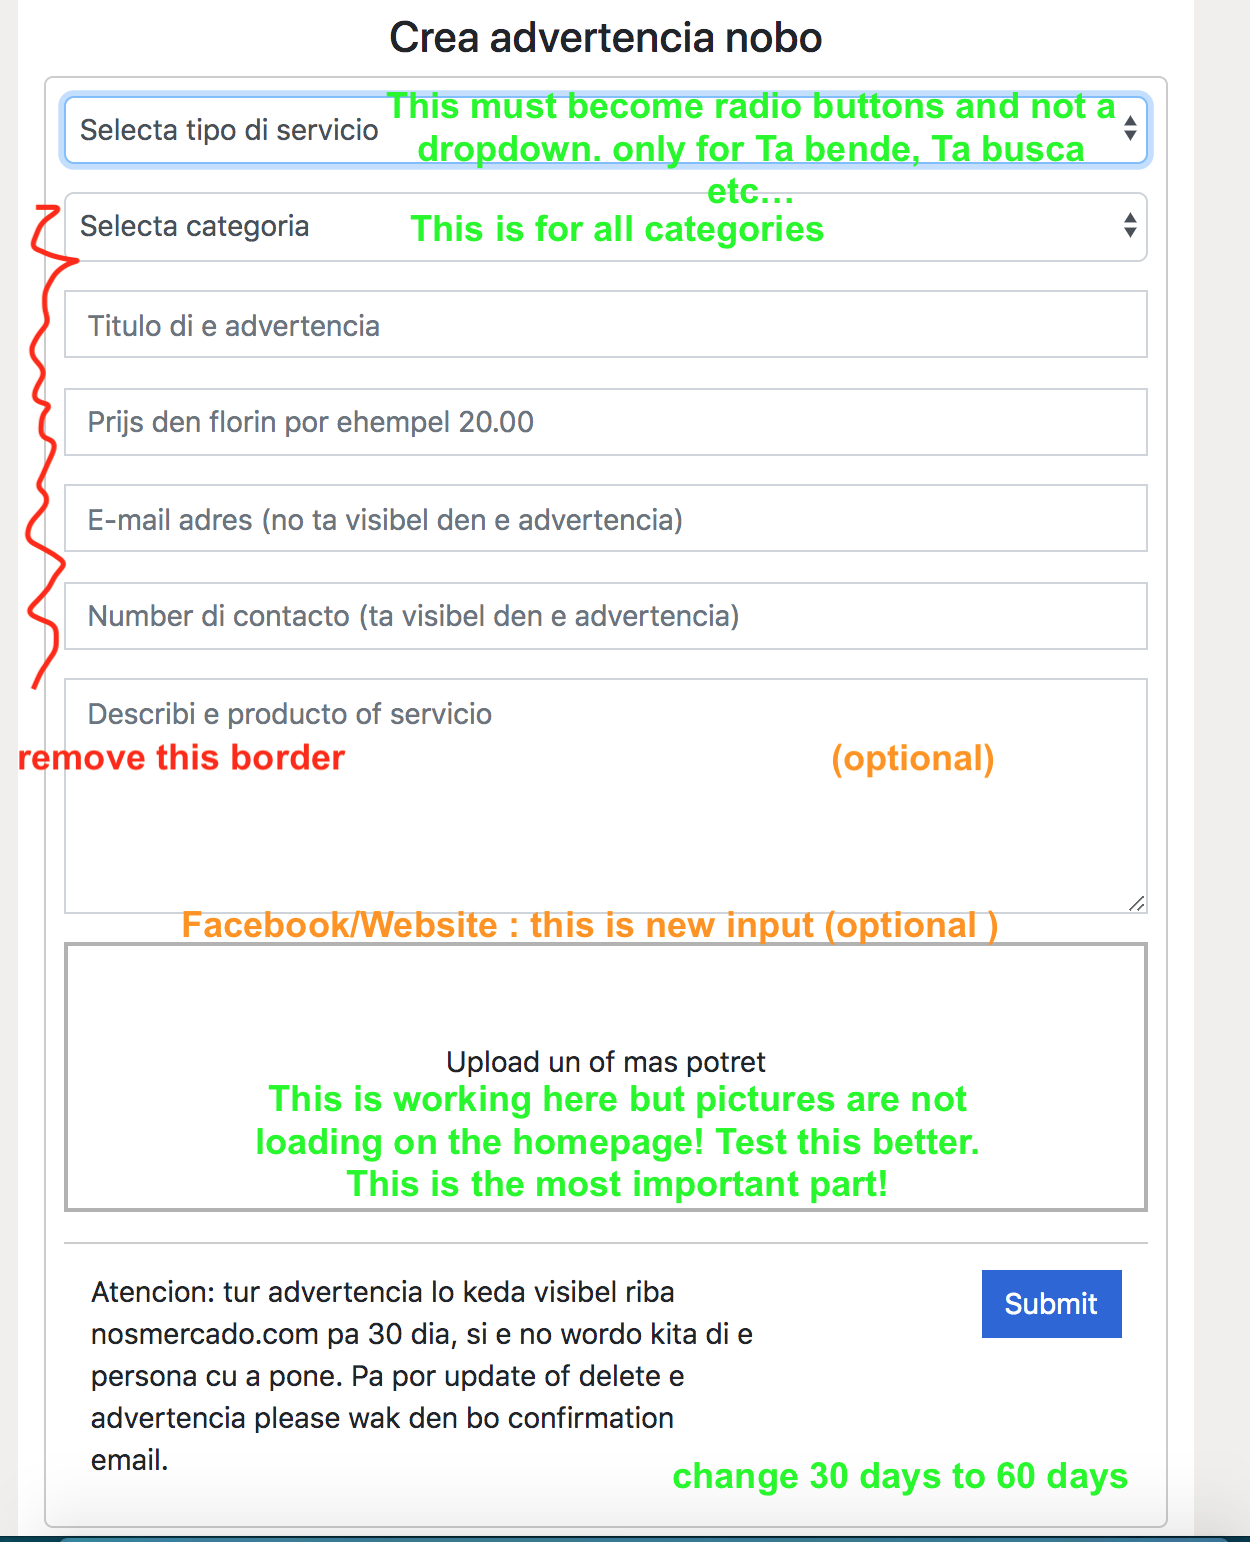 Crea advertencia nobo
This must become radio buttons and not a
Selecta tipo di servicio
dropdown. only for Ta bende, Ta busca
etc...
Selecta categoria
This is for all categories
Titulo di e advertencia
Prijs den florin por ehempel 20.00
E-mail adres (no ta visibel den e advertencia)
Number di contacto (ta visibel den e advertencia)
Describi e producto of servicio
remove this border
(optional)
Facebook/Website : this is new input (optional )
Upload un of mas potret
This is working here but pictures are not
loading on the homepage! Test this better.
This is the most important part!
Atencion: tur advertencia lo keda visibel riba
nosmercado.com pa 30 dia, si e no wordo kita di e
persona cu a pone. Pa por update of delete e
advertencia please wak den bo confirmation
email.
Submit
change 30 days to 60 days